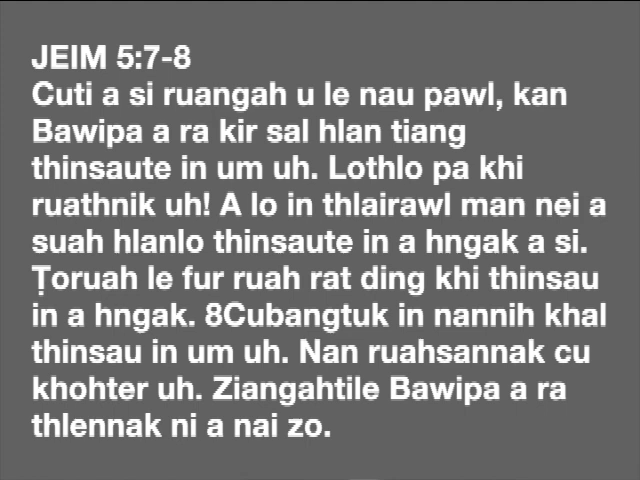 JEIM 5:7-8
Cuti a si ruangah u le nau pawl, kan
Bawipa a ra kir sal hlan tiang
thinsaute in um uh. Lothlo pa khi
ruathnik uh! A lo in thlairawl man nei a
suah hlanlo thinsaute in a hngak a si.
Ṭoruah le fur ruah rat ding khi thinsau
in a hngak. 8Cubangtuk in nannih khal
thinsau in um uh. Nan ruahsannak cu
khohter uh. Ziangahtile Bawipa a ra
thlennak ni a nai zo.